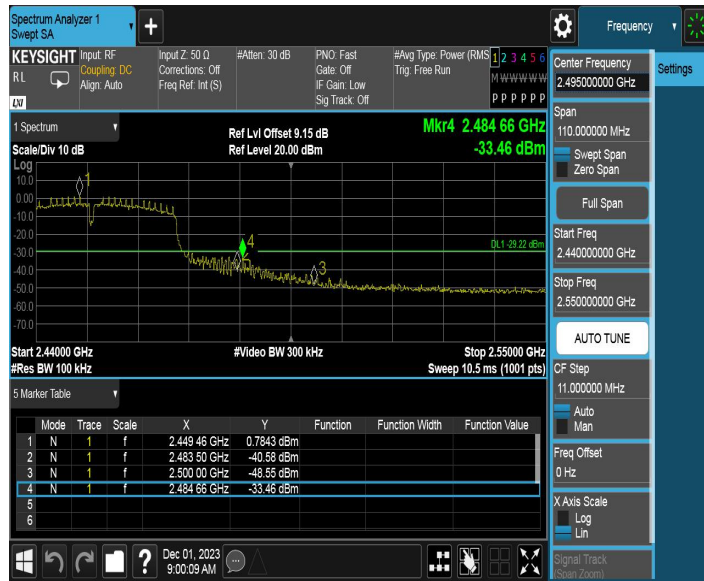 Spectrum Analyzer 1
Swept SA
+
Frequency
KEYSIGHT
RL
LXI
Input: RF
Coupling: DC
Align: Auto
Input Z: 50 Ω
Corrections: Off
Freq Ref: Int (S)
#Atten: 30 dB
PNO: Fast
Gate: Off
IF Gain: Low
Sig Track: Off
#Avg Type: Power (RMS
Trig: Free Run
1 2 3 4 5 6
M W W W W W
P P P P P P
1 Spectrum
Scale/Div 10 dB
Ref Lvl Offset 9.15 dB
Ref Level 20.00 dBm
Mkr4 2.484 66 GHz
-33.46 dBm
Log
10.0
0.00
-10.0
-20.0
-30.0
-40.0
-50.0
-60.0
-70.0
1
4
3
DL1 -29.22 dBm
Start 2.44000 GHz
#Res BW 100 kHz
#Video BW 300 kHz
Stop 2.55000 GHz
Sweep 10.5 ms (1001 pts)
5 Marker Table
Mode Trace Scale X Y Function Function Width Function Value
1 N 1 f 2.449 46 GHz 0.7843 dBm
2 N 1 f 2.483 50 GHz -40.58 dBm
3 N 1 f 2.500 00 GHz -48.55 dBm
4 N 1 f 2.484 66 GHz -33.46 dBm
5
6
Dec 01, 2023
9:00:09 AM
?
Center Frequency
2.495000000 GHz
Span
110.000000 MHz
Swept Span
Zero Span
Full Span
Start Freq
2.440000000 GHz
Stop Freq
2.550000000 GHz
AUTO TUNE
CF Step
11.000000 MHz
Auto
Man
Freq Offset
0 Hz
X Axis Scale
Log
Lin
Signal Track
(Span Zoom)
Settings